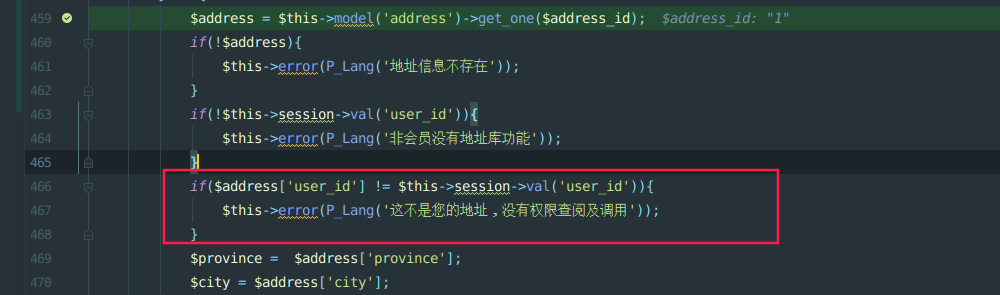 459 $address = $this->model('address')->get_one($address_id); $address_id: "1"
460 if(!$address){
461 $this->error(P_Lang('地址信息不存在'));
462 }
463 if(!$this->session->val('user_id')){
464 $this->error(P_Lang('非会员没有地址库功能'));
465 }
466 if($address['user_id'] != $this->session->val('user_id')){
467 $this->error(P_Lang('这不是您的地址，没有权限查阅及调用'));
468 }
469 $province =  $address['province'];
470 $city = $address['city'];